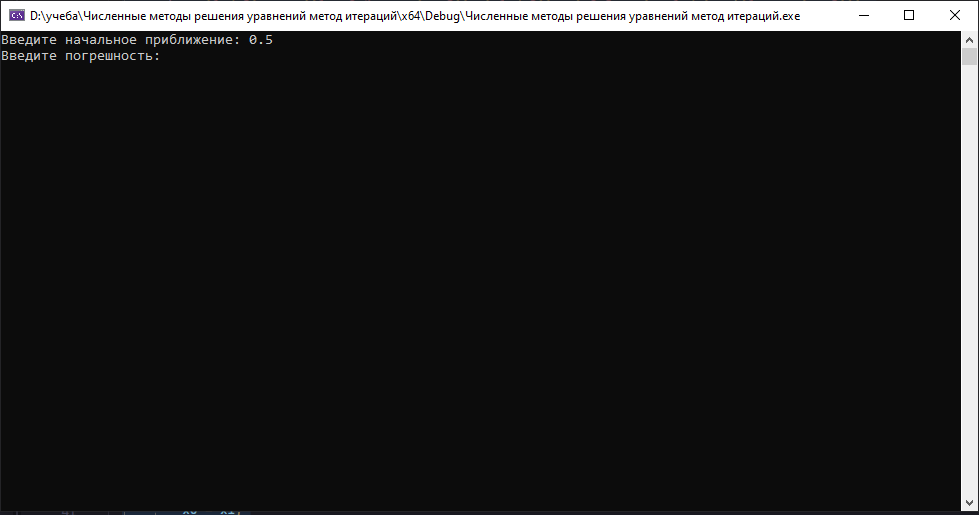 D:\учеба\Численные методы решения уравнений метод итераций\x64\Debug\Численные методы решения уравнений метод итераций.exe
Введите начальное приближение: 0.5
Введите погрешность: